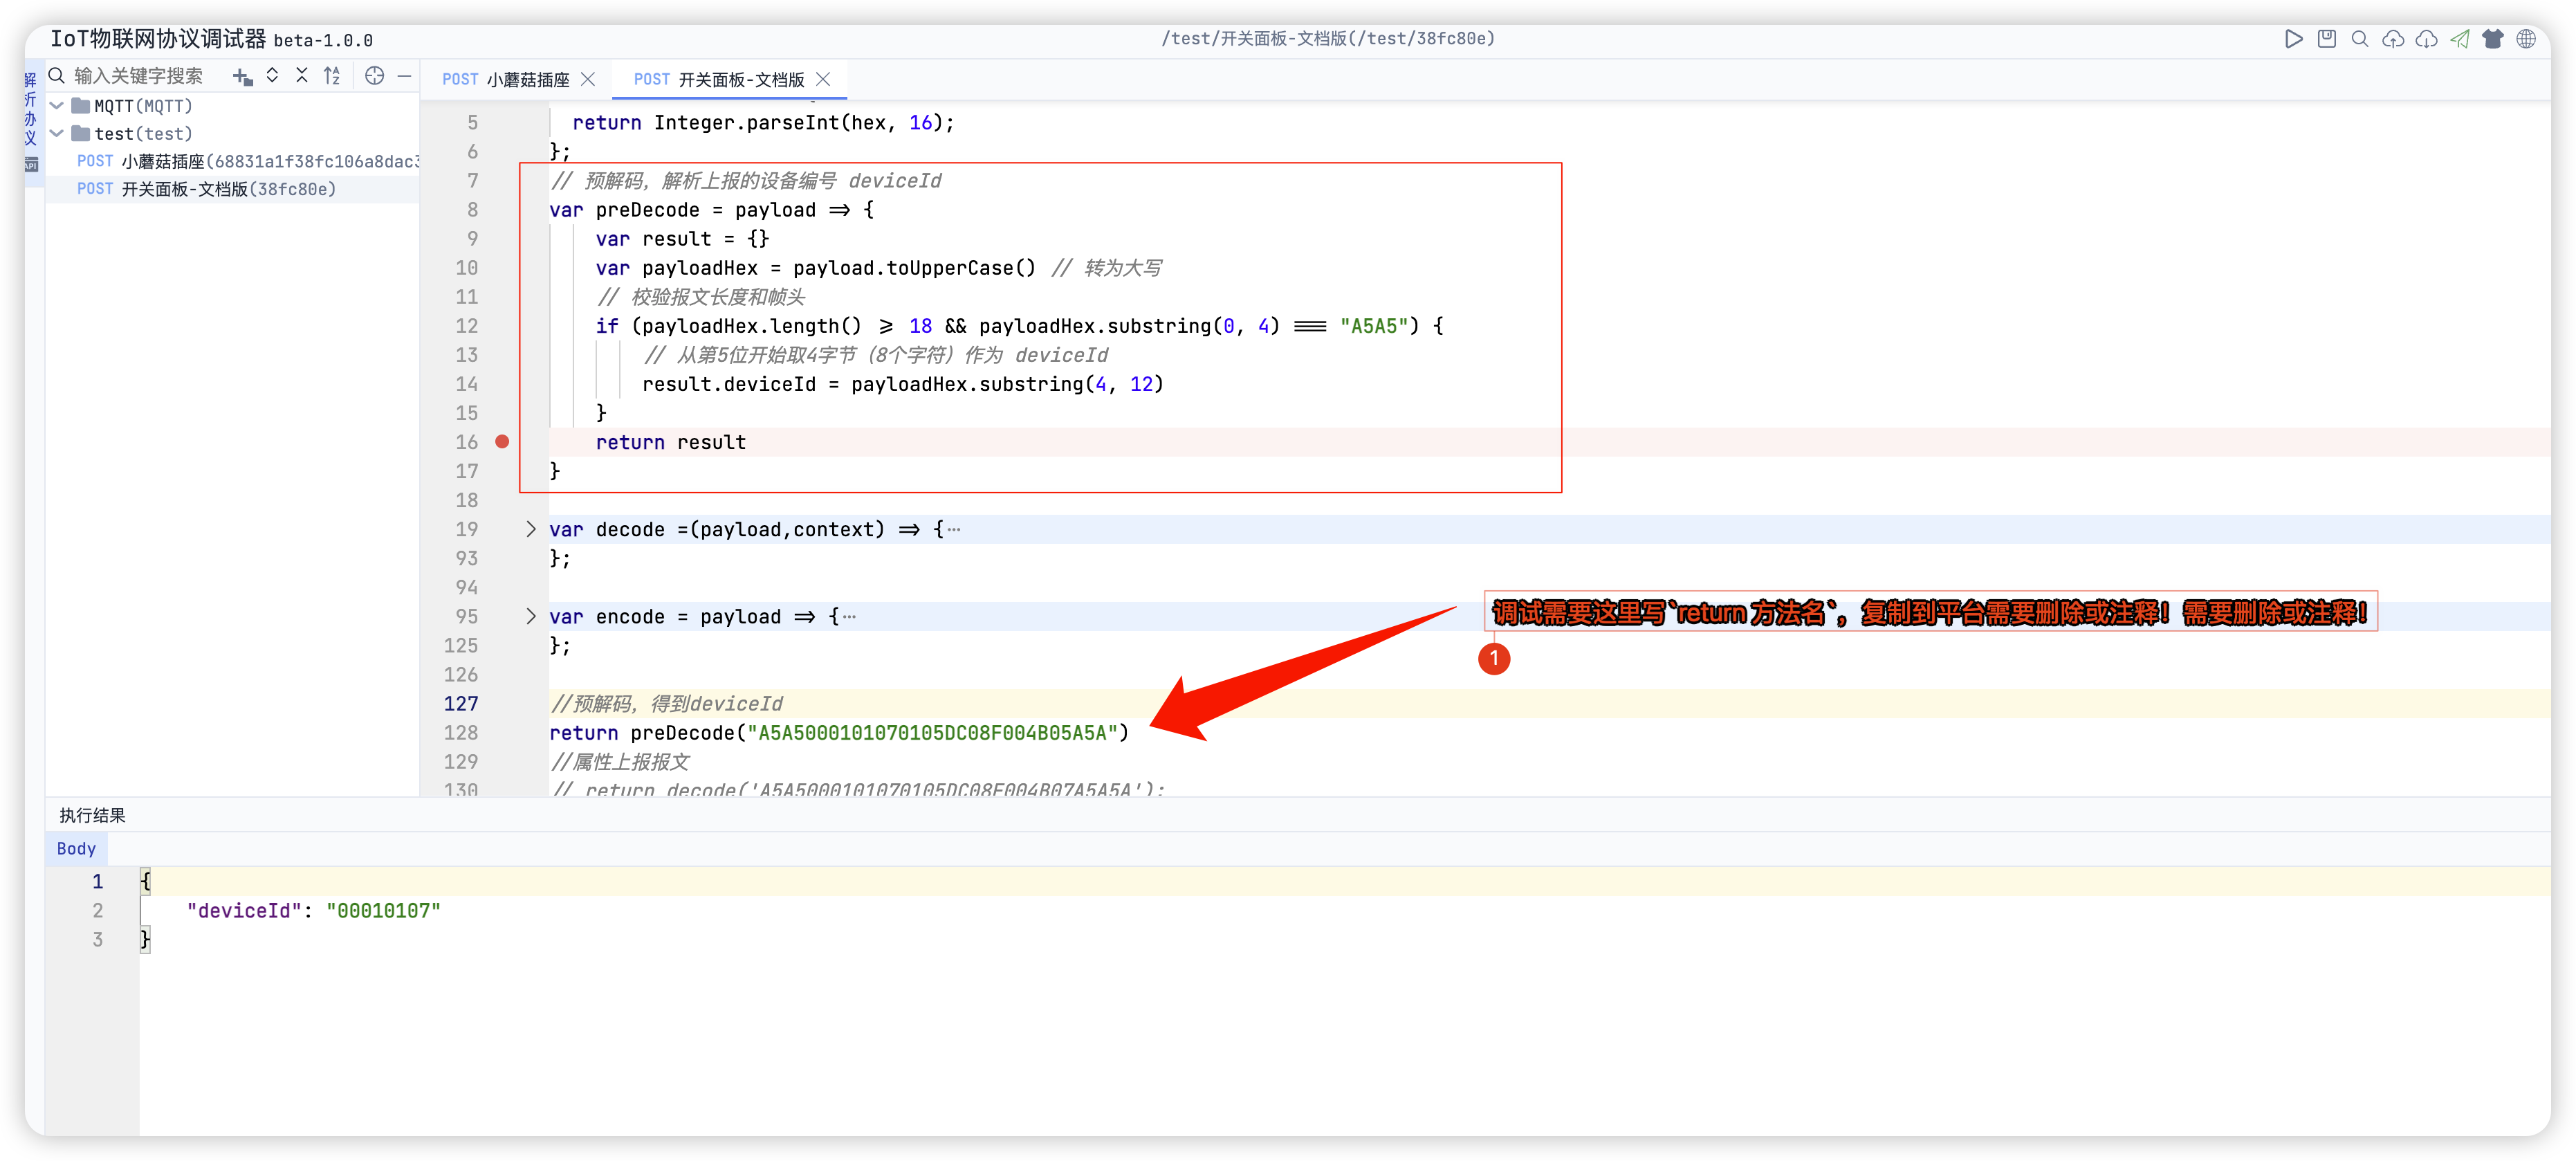 IoT物联网协议调试器 beta-1.0.0
/test/开关面板-文档版(/test/38fc80e)
解析协议
API
输入关键字搜索
POST 小蘑菇插座
POST 开关面板-文档版
MQTT(MQTT)
test(test)
POST 小蘑菇插座(68831a1f38fc106a8dac3
POST 开关面板-文档版(38fc80e)
5 return Integer.parseInt(hex, 16);
6 };
7 // 预解码，解析上报的设备编号 deviceId
8 var preDecode = payload => {
9 var result = {}
10 var payloadHex = payload.toUpperCase() // 转为大写
11 // 校验报文长度和帧头
12 if (payloadHex.length() >= 18 && payloadHex.substring(0, 4) === "A5A5") {
13 // 从第5位开始取4字节（8个字符）作为 deviceId
14 result.deviceId = payloadHex.substring(4, 12)
15 }
16 return result
17 }
18
19 var decode =(payload,context) => {…
93 };
94
95 var encode = payload => {…
125 };
126
调试需要这里写`return 方法名`，复制到平台需要删除或注释！需要删除或注释！
1
127 //预解码，得到deviceId
128 return preDecode("A5A5000101070105DC08F004B05A5A")
129 //属性上报报文
130 // return decode('A5A5000101070105DC08F004B07A5A5A');
执行结果
Body
1 {
2 "deviceId": "00010107"
3 }